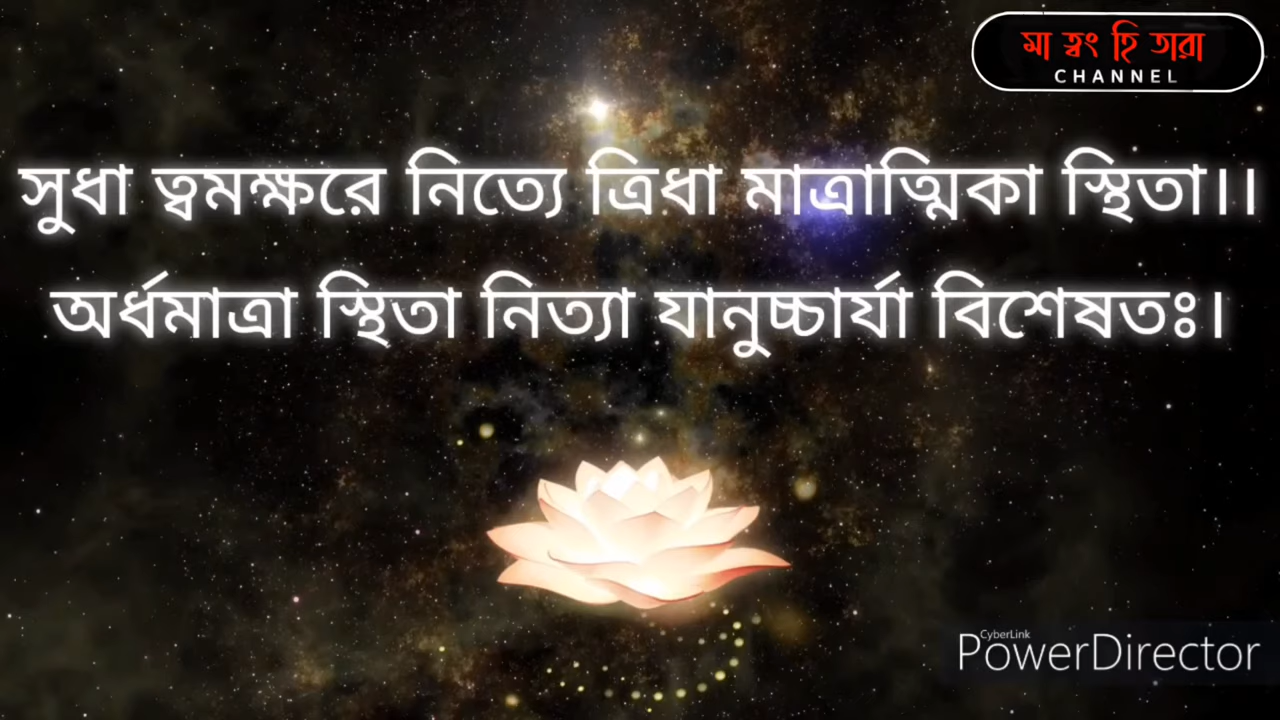 মা ত্বং হি তারা
CHANNEL
সুধা ত্বমক্ষরে নিত্যে ত্রিধা মাত্রাত্মিকা স্থিতা।।
অর্ধমাত্রা স্থিতা নিত্যা যানুচ্চার্যা বিশেষতঃ।
CyberLink
PowerDirector